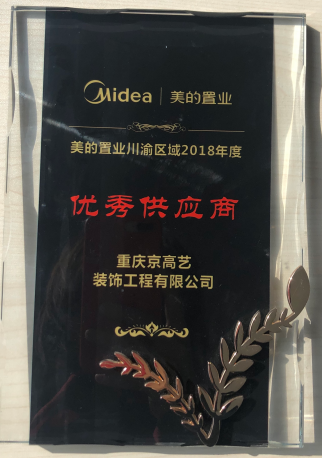 Midea | 美的置业
美的置业川渝区域2018年度
优秀供应商
重庆京高艺
装饰工程有限公司